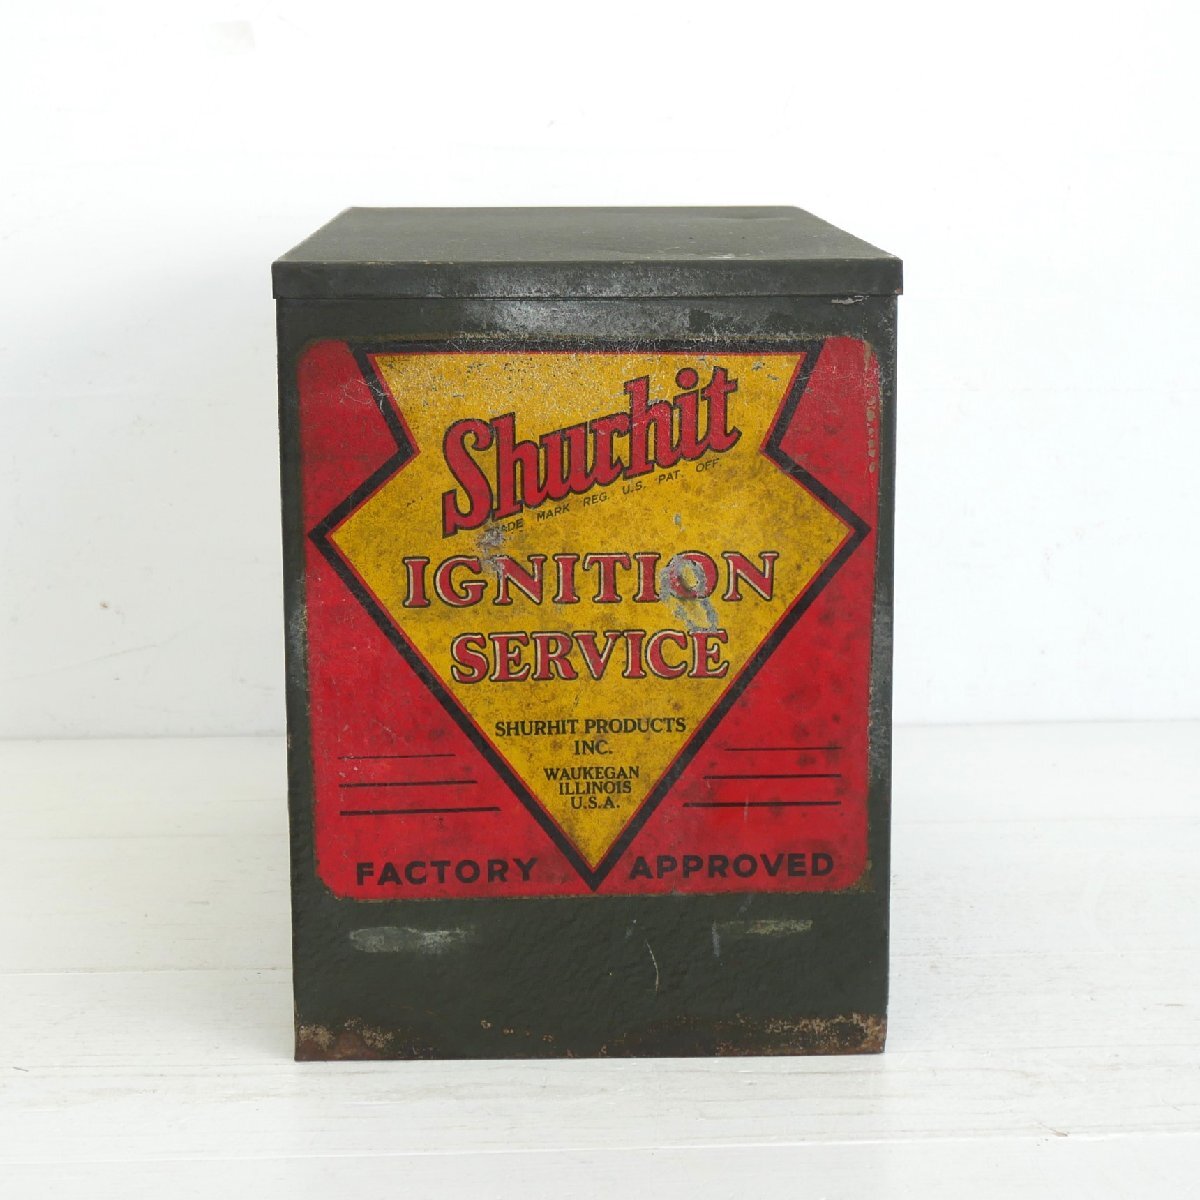 Shurhit
TRADE MARK REG. U.S. PAT. OFF.
IGNITION
SERVICE
SHURHIT PRODUCTS
INC.
WAUKEGAN
ILLINOIS
U.S.A.
FACTORY APPROVED